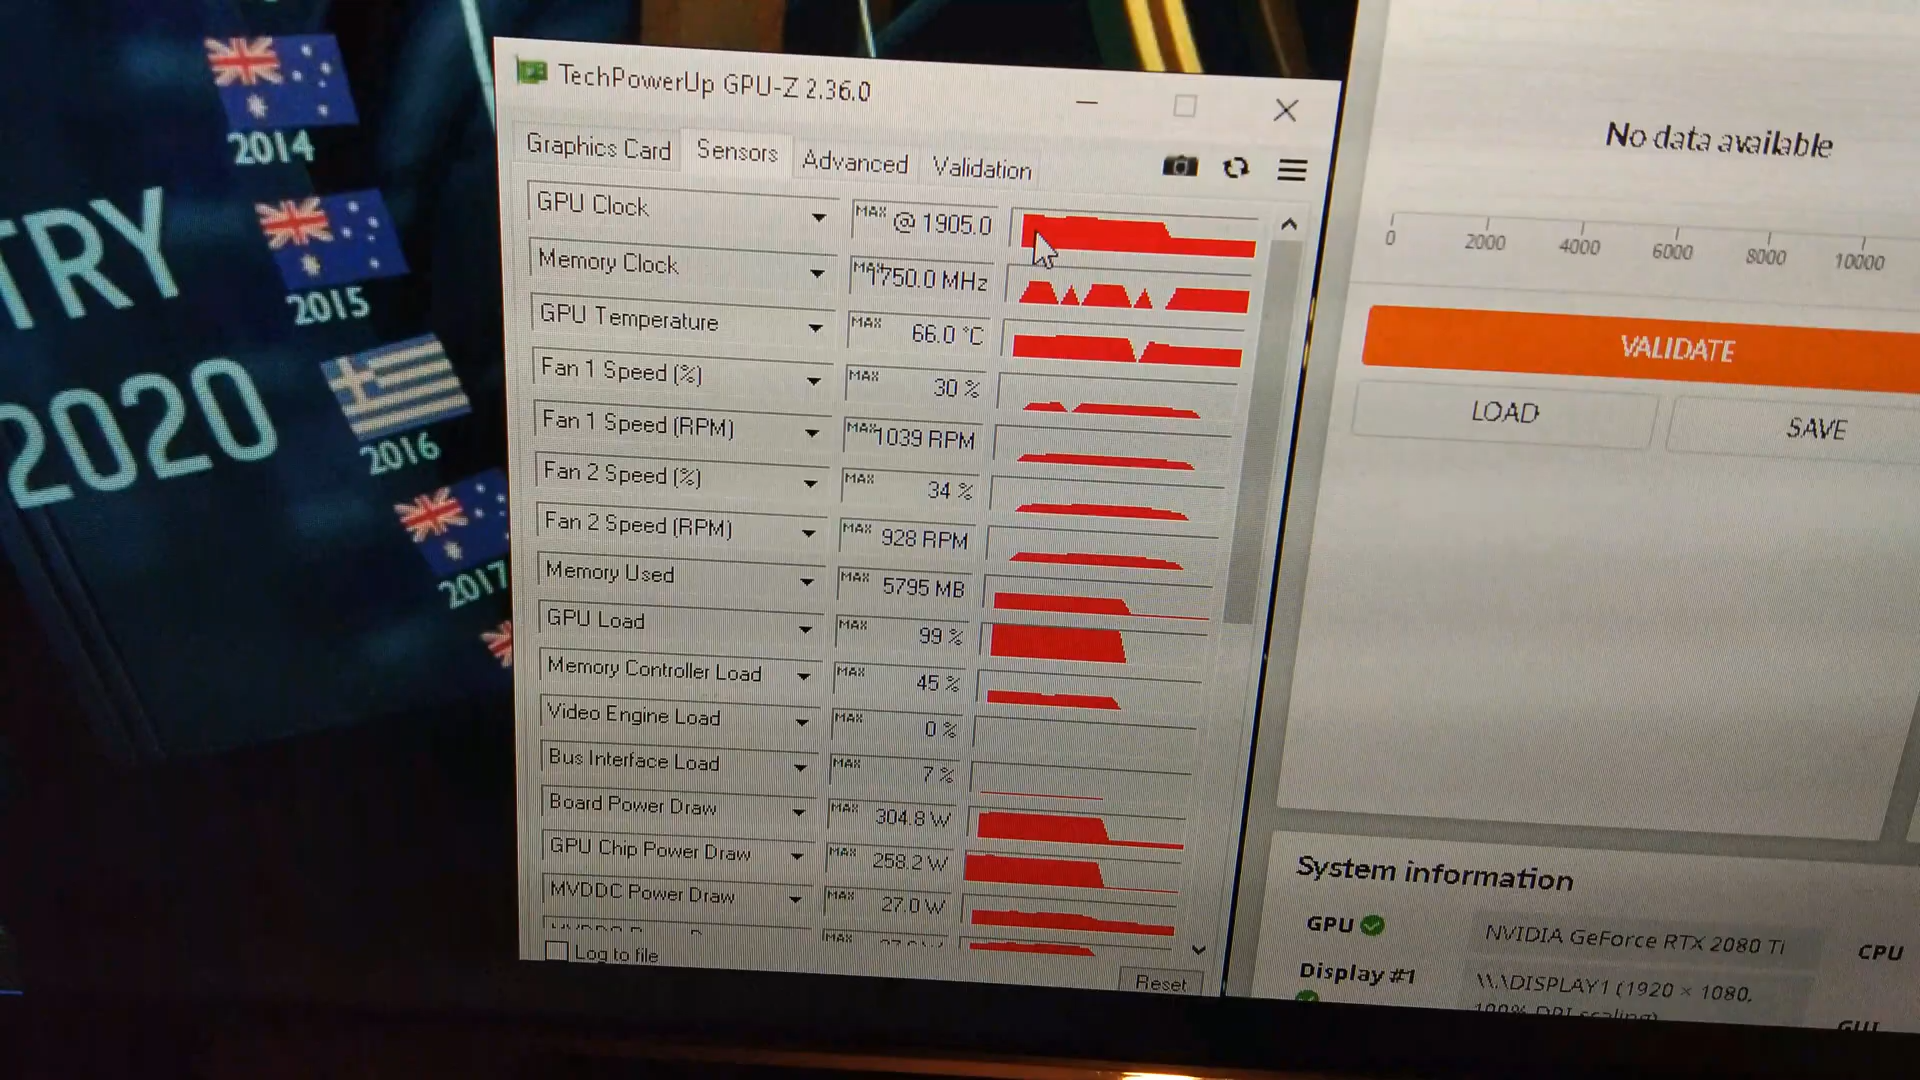 TRY
2020
2014
2015
2016
2017
TechPowerUp GPU-Z 2.36.0
Graphics Card Sensors Advanced Validation
GPU Clock MAX @ 1905.0
Memory Clock MAX 1750.0 MHz
GPU Temperature MAX 66.0 °C
Fan 1 Speed (%) MAX 30 %
Fan 1 Speed (RPM) MAX 1039 RPM
Fan 2 Speed (%) MAX 34 %
Fan 2 Speed (RPM) MAX 928 RPM
Memory Used MAX 5795 MB
GPU Load MAX 99 %
Memory Controller Load MAX 45 %
Video Engine Load MAX 0 %
Bus Interface Load MAX 7 %
Board Power Draw MAX 304.8 W
GPU Chip Power Draw MAX 258.2 W
MVDDC Power Draw MAX 27.0 W
MAX
Log to file
Reset
No data available
0 2000 4000 6000 8000 10000
VALIDATE
LOAD SAVE
System information
GPU NVIDIA GeForce RTX 2080 Ti CPU
Display #1 \\.\DISPLAY1 (1920 × 1080,
100% DPI scaling)
GUI